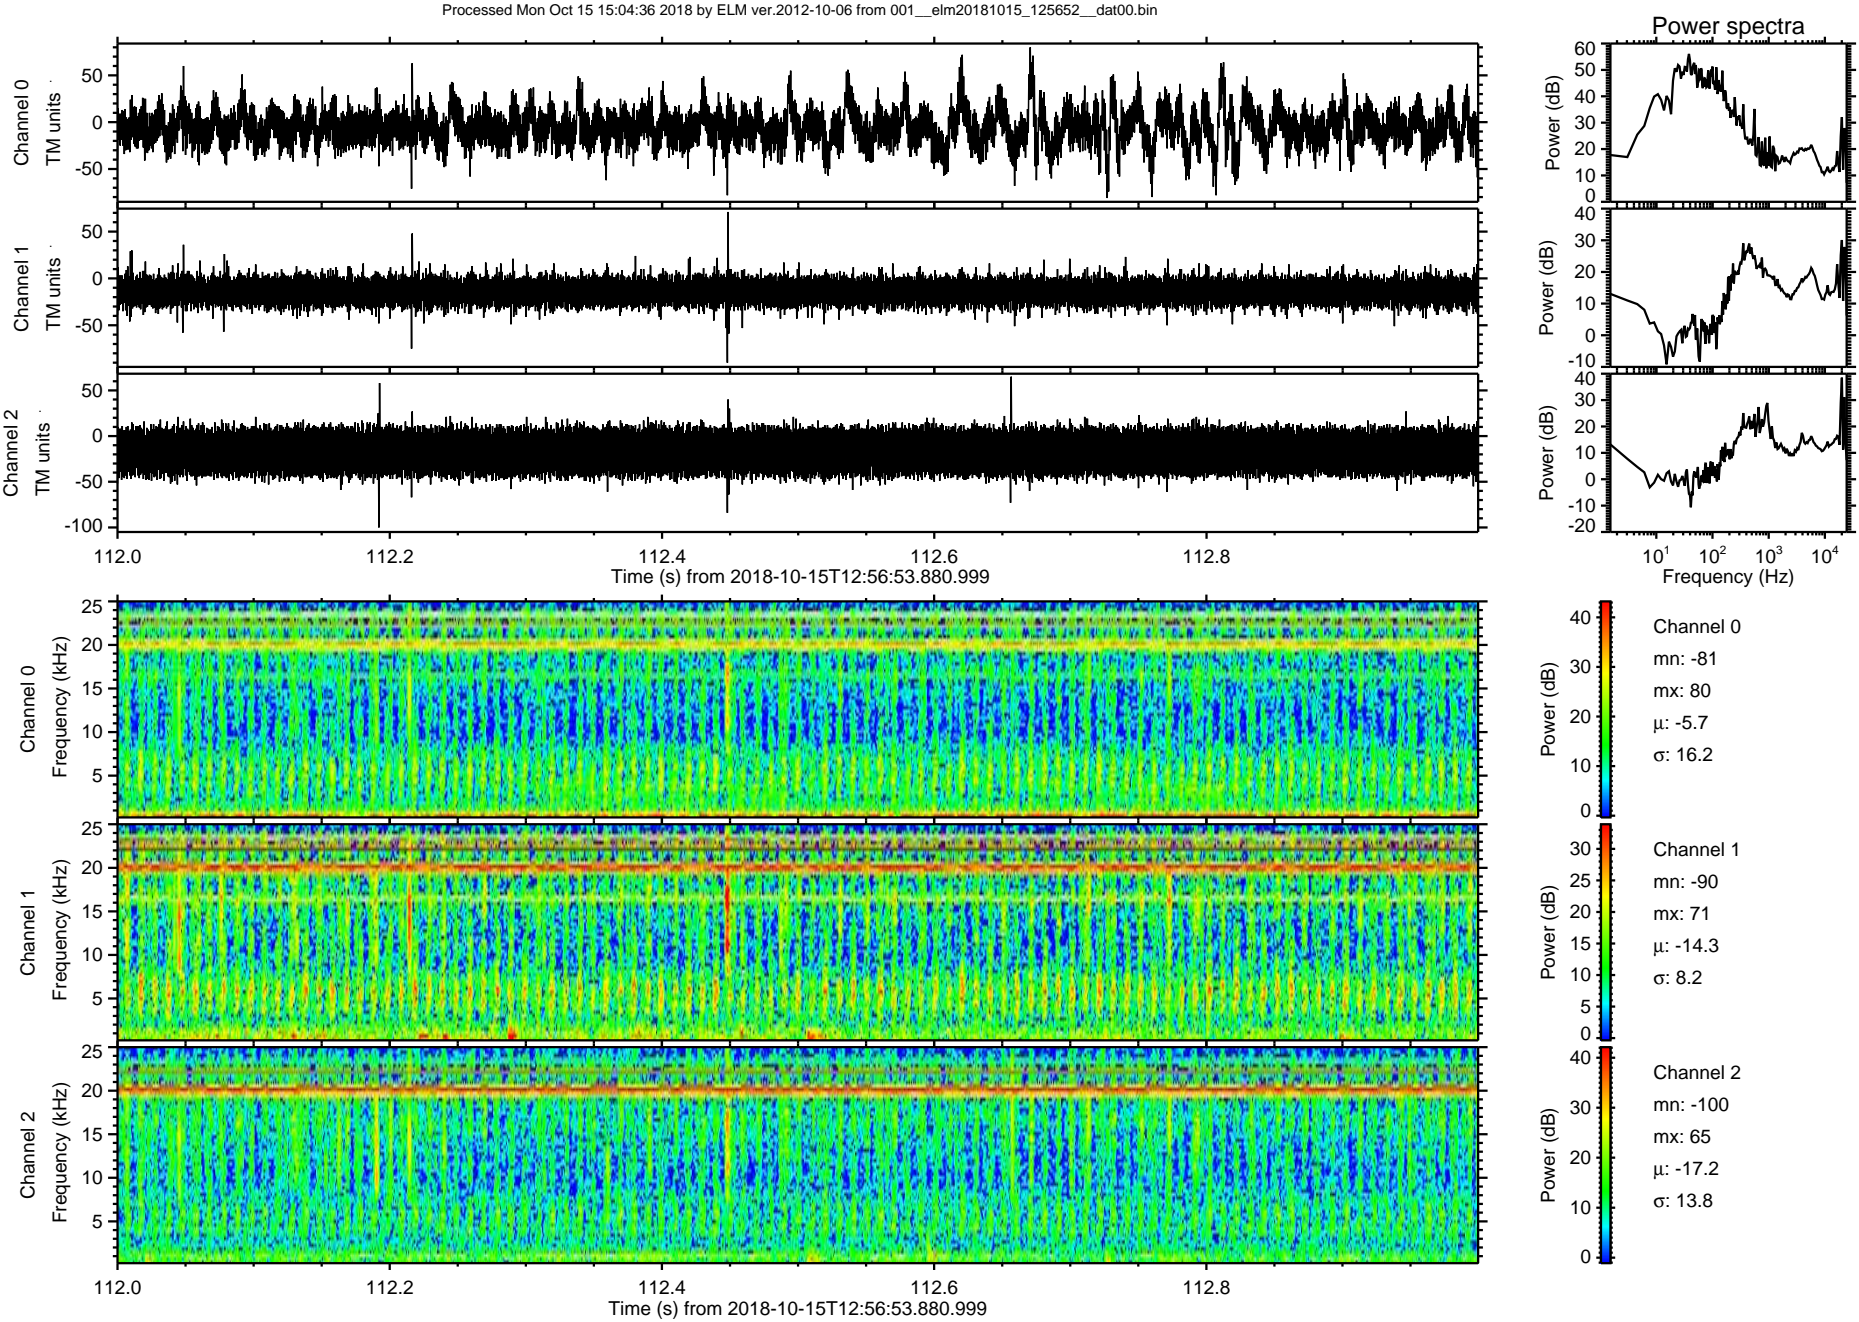 Processed Mon Oct 15 15:04:36 2018 by ELM ver.2012-10-06 from 001__elm20181015_125652__dat00.bin
Power spectra
Channel 0
TM units
50
0
-50
Power (dB)
60
50
40
30
20
10
0
Channel 1
TM units
50
0
-50
Power (dB)
40
30
20
10
0
-10
Channel 2
TM units
50
0
-50
-100
Power (dB)
40
30
20
10
0
-10
-20
112.0 112.2 112.4 112.6 112.8
Time (s) from 2018-10-15T12:56:53.880.999
10^1 10^2 10^3 10^4
Frequency (Hz)
Channel 0
Frequency (kHz)
25
20
15
10
5
Power (dB)
40
30
20
10
0
Channel 0
mn: -81
mx: 80
μ: -5.7
σ: 16.2
Channel 1
Frequency (kHz)
25
20
15
10
5
Power (dB)
30
25
20
15
10
5
0
Channel 1
mn: -90
mx: 71
μ: -14.3
σ: 8.2
Channel 2
Frequency (kHz)
25
20
15
10
5
Power (dB)
40
30
20
10
0
Channel 2
mn: -100
mx: 65
μ: -17.2
σ: 13.8
112.0 112.2 112.4 112.6 112.8
Time (s) from 2018-10-15T12:56:53.880.999